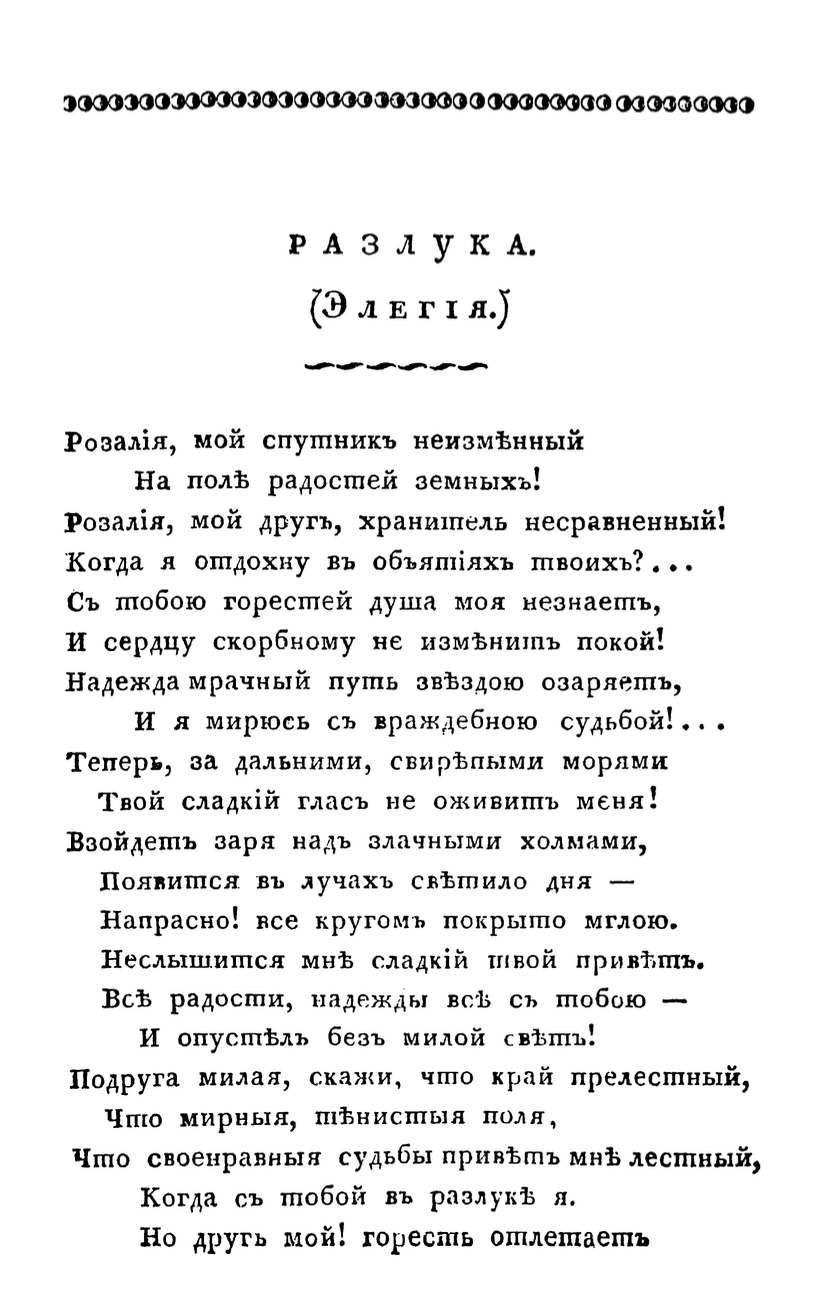 РАЗЛУКА.
(Элегія.)
Розалія, мой спутникъ неизмѣнный
На полѣ радостей земныхъ!
Розалія, мой другъ, хранитель несравненный!
Когда я отдохну въ объятіяхъ твоихъ?...
Съ тобою горестей душа моя незнаетъ,
И сердцу скорбному не измѣнитъ покой!
Надежда мрачный путь звѣздою озаряетъ,
И я мирюсь съ враждебною судьбой!...
Теперь, за дальними, свирѣпыми морями
Твой сладкій гласъ не оживитъ меня!
Взойдетъ заря надъ злачными холмами,
Появится въ лучахъ свѣтило дня —
Напрасно! все кругомъ покрыто мглою.
Неслышится мнѣ сладкій твой привѣтъ.
Всѣ радости, надежды всѣ съ тобою —
И опустѣлъ безъ милой свѣтъ!
Подруга милая, скажи, что край прелестный,
Что мирныя, тѣнистыя поля,
Что своенравныя судьбы привѣтъ мнѣ лестный,
Когда съ тобой въ разлукѣ я.
Но другъ мой! горесть отлетаетъ